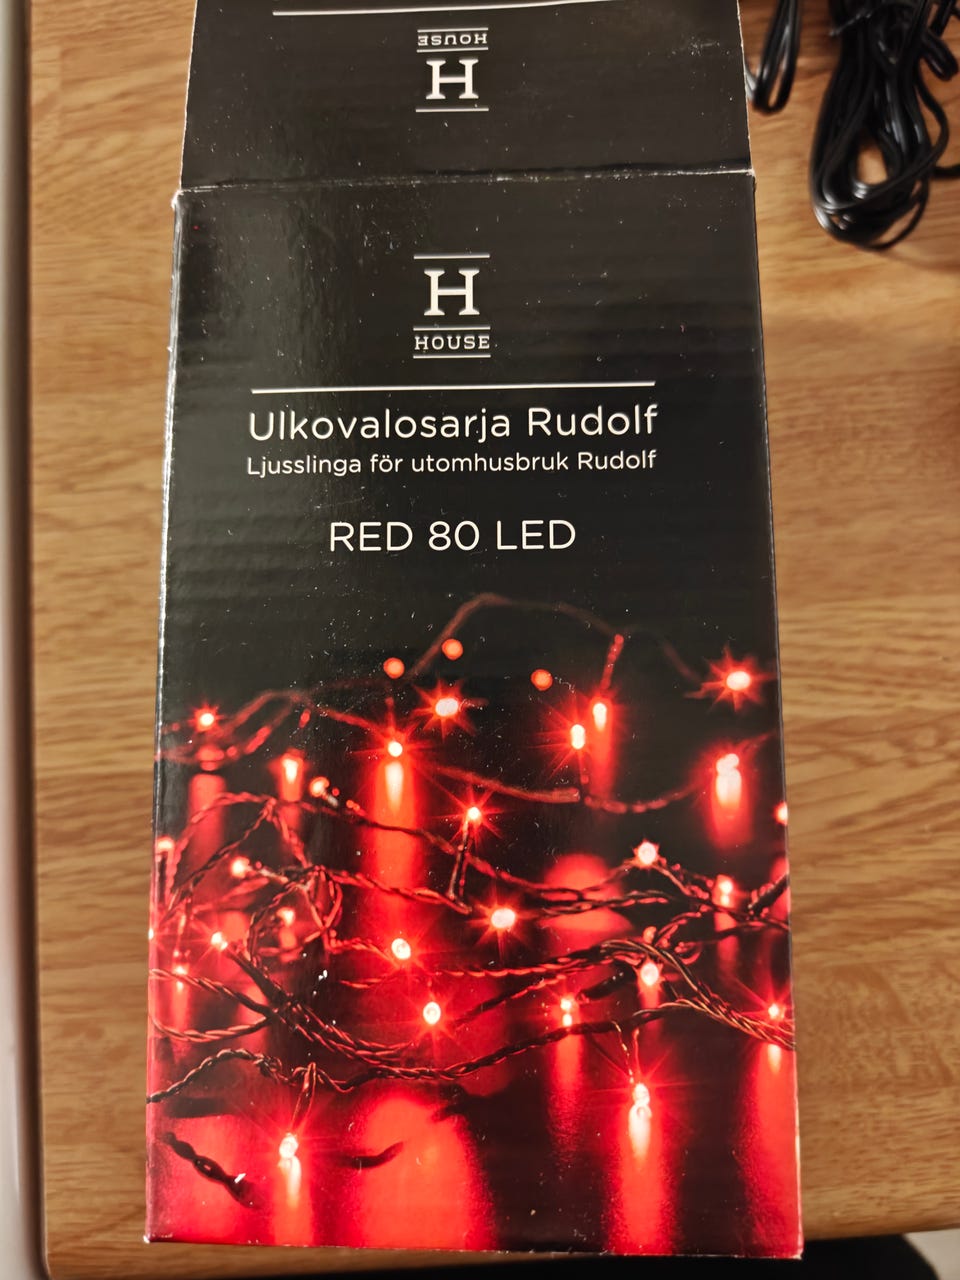 HOUSE
H
H
HOUSE
Ulkovalosarja Rudolf
Ljusslinga för utomhusbruk Rudolf
RED 80 LED